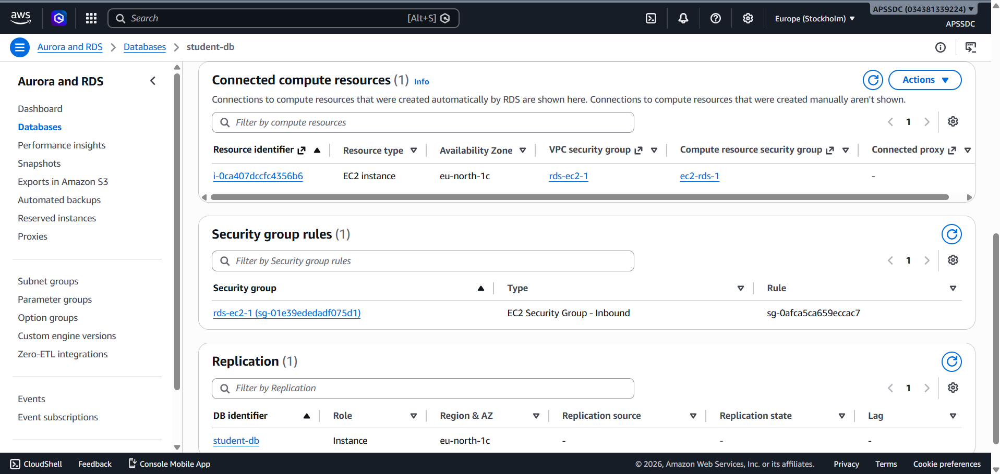 aws
Search [Alt+S]
Europe (Stockholm)
APSSDC (034381339224)
APSSDC
Aurora and RDS
Databases
student-db
Aurora and RDS
Dashboard
Databases
Performance insights
Snapshots
Exports in Amazon S3
Automated backups
Reserved instances
Proxies
Subnet groups
Parameter groups
Option groups
Custom engine versions
Zero-ETL integrations
Events
Event subscriptions
Connected compute resources (1) Info
Actions
Connections to compute resources that were created automatically by RDS are shown here. Connections to compute resources that were created manually aren't shown.
Filter by compute resources
1
Resource identifier Resource type Availability Zone VPC security group Compute resource security group Connected proxy
i-0ca407dccfc4356b6 EC2 instance eu-north-1c rds-ec2-1 ec2-rds-1 -
Security group rules (1)
Filter by Security group rules
1
Security group Type Rule
rds-ec2-1 (sg-01e39ededadf075d1) EC2 Security Group - Inbound sg-0afca5ca659eccac7
Replication (1)
Filter by Replication
1
DB identifier Role Region & AZ Replication source Replication state Lag
student-db Instance eu-north-1c - - -
CloudShell Feedback Console Mobile App © 2026, Amazon Web Services, Inc. or its affiliates. Privacy Terms Cookie preferences